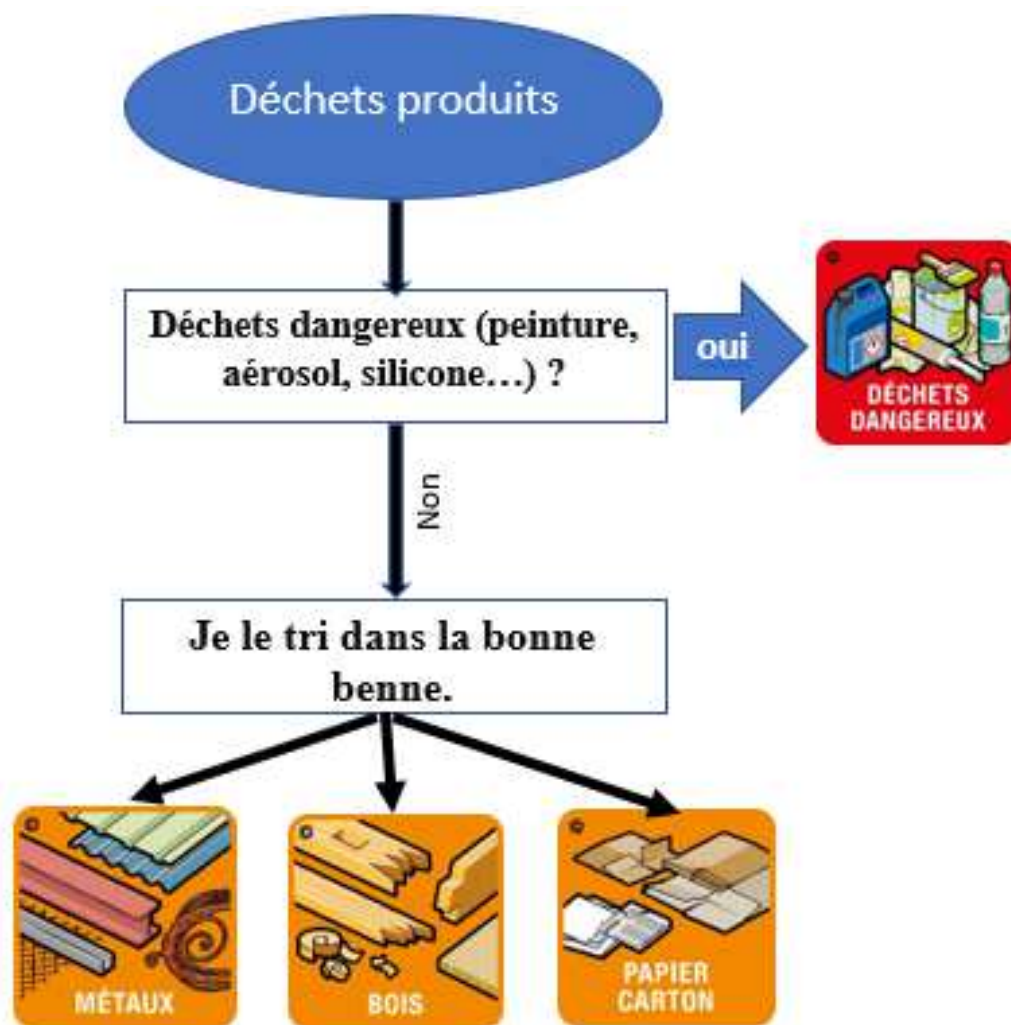 Déchets produits
Déchets dangereux (peinture,
aérosol, silicone…) ?
oui
DÉCHETS
DANGEREUX
Non
Je le tri dans la bonne
benne.
MÉTAUX
BOIS
PAPIER
CARTON